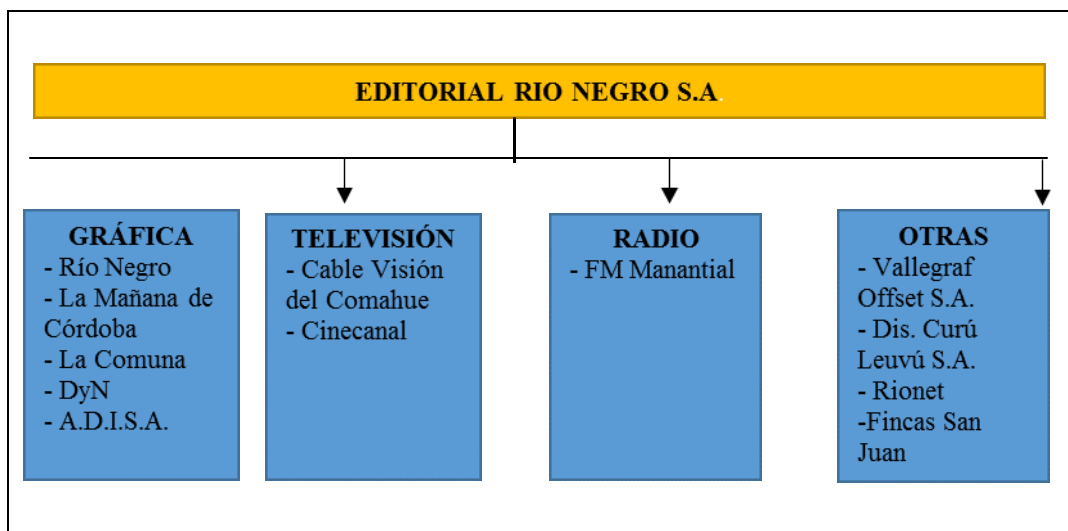 EDITORIAL RIO NEGRO S.A.
GRÁFICA
- Río Negro
- La Mañana de
Córdoba
- La Comuna
- DyN
- A.D.I.S.A.
TELEVISIÓN
- Cable Visión
del Comahue
- Cinecanal
RADIO
- FM Manantial
OTRAS
- Vallegraf
Offset S.A.
- Dis. Curú
Leuvú S.A.
- Rionet
-Fincas San
Juan